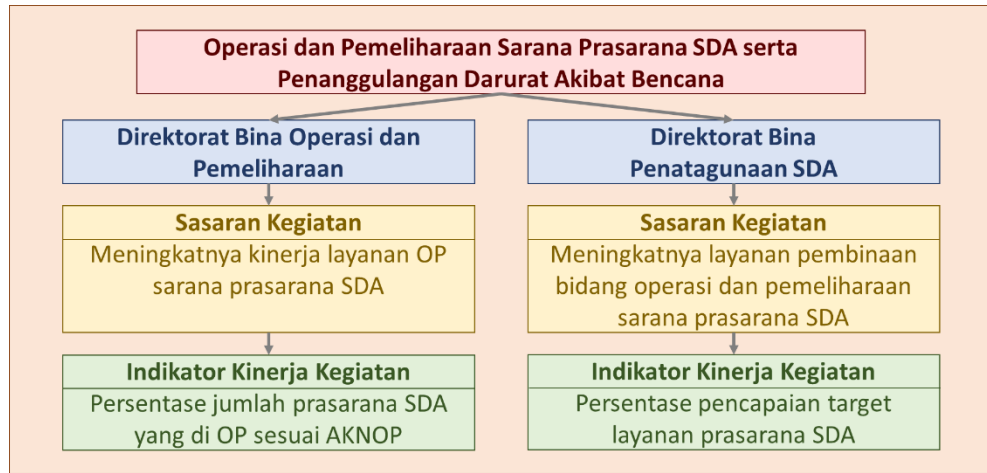 Operasi dan Pemeliharaan Sarana Prasarana SDA serta
Penanggulangan Darurat Akibat Bencana
Direktorat Bina Operasi dan
Pemeliharaan
Sasaran Kegiatan
Meningkatnya kinerja layanan OP
sarana prasarana SDA
Indikator Kinerja Kegiatan
Persentase jumlah prasarana SDA
yang di OP sesuai AKNOP
Direktorat Bina
Penatagunaan SDA
Sasaran Kegiatan
Meningkatnya layanan pembinaan
bidang operasi dan pemeliharaan
sarana prasarana SDA
Indikator Kinerja Kegiatan
Persentase pencapaian target
layanan prasarana SDA